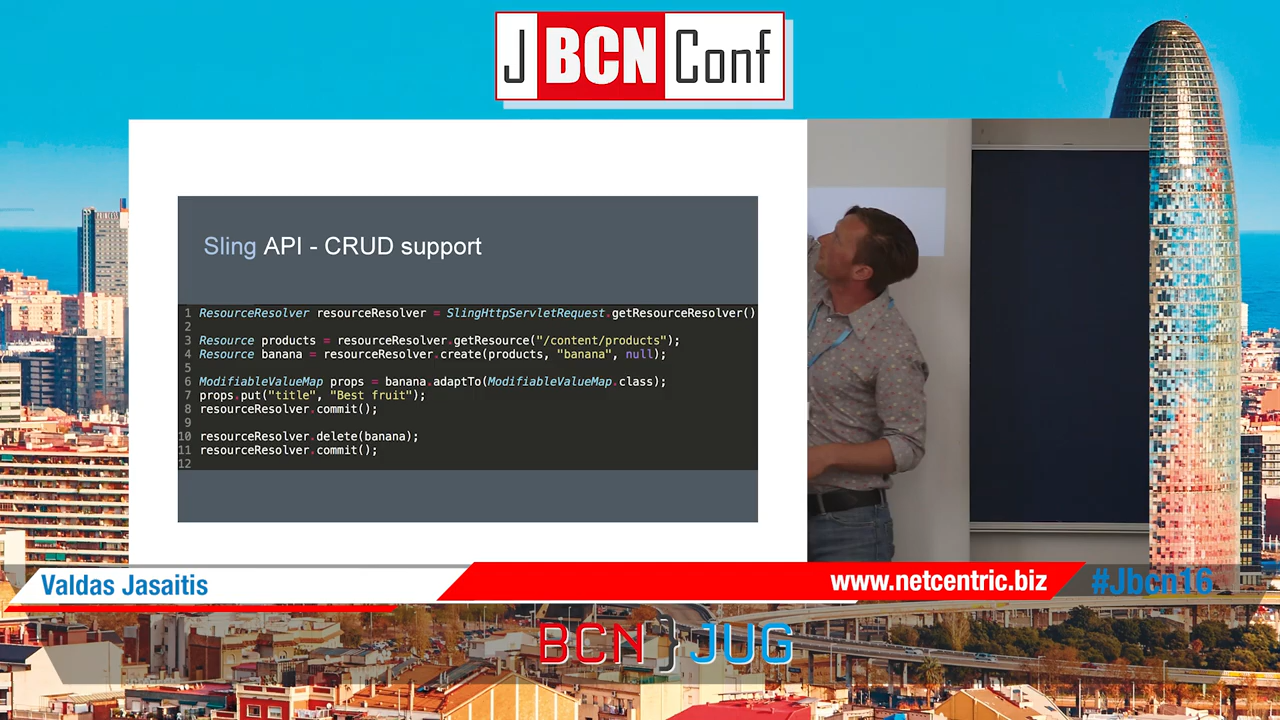 J BCN Conf
Sling API - CRUD support
1 ResourceResolver resourceResolver = SlingHttpServletRequest.getResourceResolver()
2
3 Resource products = resourceResolver.getResource("/content/products");
4 Resource banana = resourceResolver.create(products, "banana", null);
5
6 ModifiableValueMap props = banana.adaptTo(ModifiableValueMap.class);
7 props.put("title", "Best fruit");
8 resourceResolver.commit();
9
10 resourceResolver.delete(banana);
11 resourceResolver.commit();
12
Valdas Jasaitis
www.netcentric.biz
#Jbcn16
BCN JUG